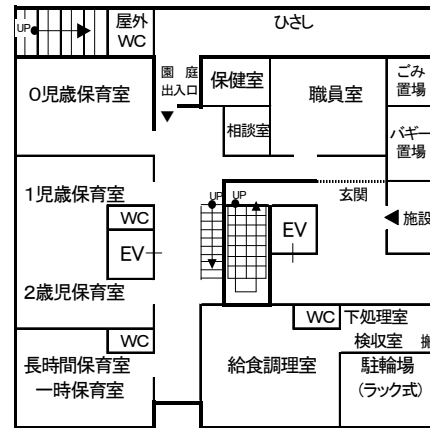 UP
屋外
WC
ひさし
0児歳保育室
園庭
出入口
保健室
職員室
ごみ
置場
相談室
バギー
置場
1児歳保育室
UP
UP
玄関
WC
EV
EV
施設
2歳児保育室
WC
長時間保育室
一時保育室
給食調理室
WC
下処理室
検収室
搬
駐輪場
(ラック式)